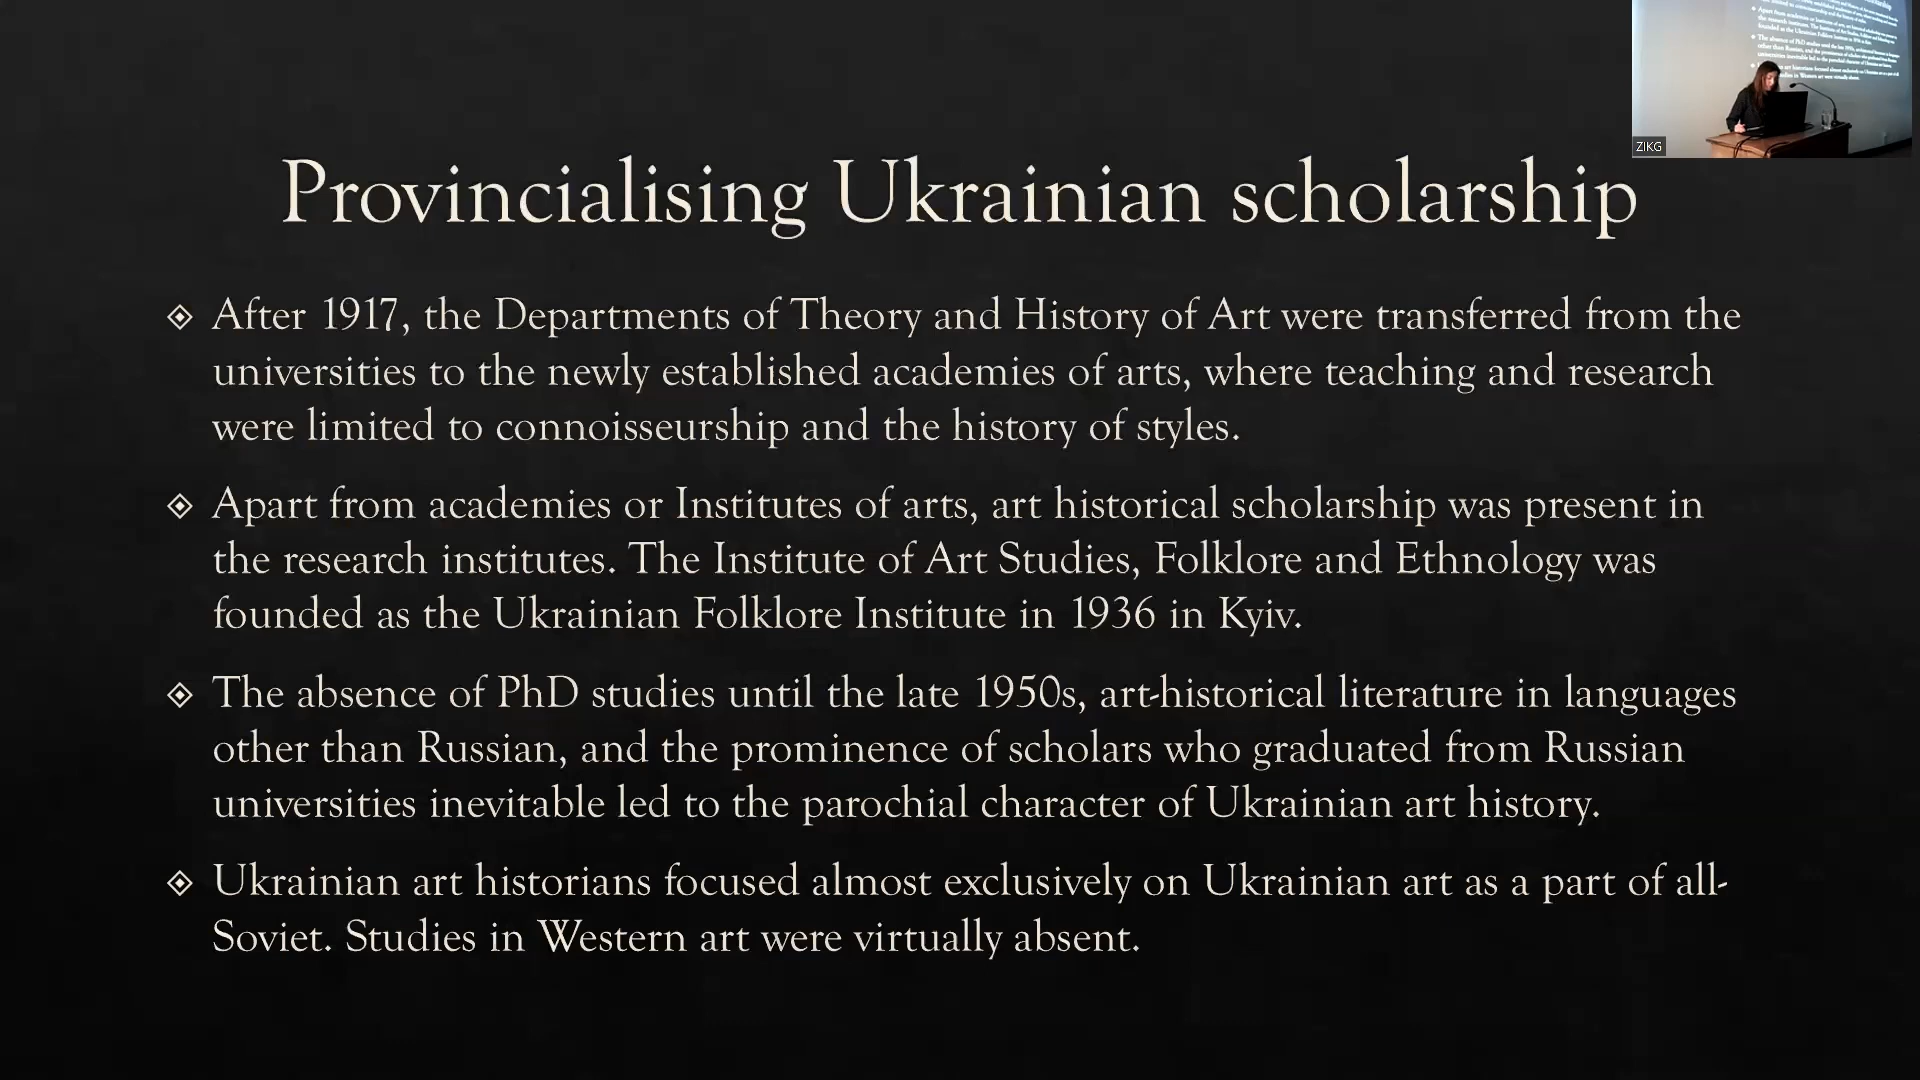 Provincialising Ukrainian scholarship
After 1917, the Departments of Theory and History of Art were transferred from the
universities to the newly established academies of arts, where teaching and research
were limited to connoisseurship and the history of styles.
Apart from academies or Institutes of arts, art historical scholarship was present in
the research institutes. The Institute of Art Studies, Folklore and Ethnology was
founded as the Ukrainian Folklore Institute in 1936 in Kyiv.
The absence of PhD studies until the late 1950s, art-historical literature in languages
other than Russian, and the prominence of scholars who graduated from Russian
universities inevitable led to the parochial character of Ukrainian art history.
Ukrainian art historians focused almost exclusively on Ukrainian art as a part of all-
Soviet. Studies in Western art were virtually absent.
ZIKG